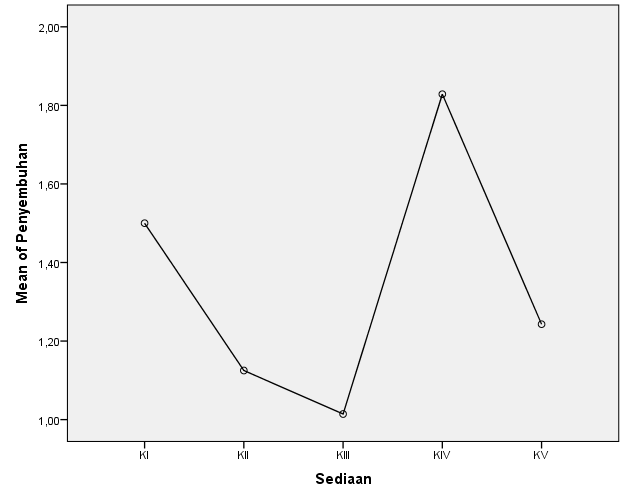 2,00
1,80
1,60
1,40
1,20
1,00
Mean of Penyembuhan
KI KII KIII KIV KV
Sediaan